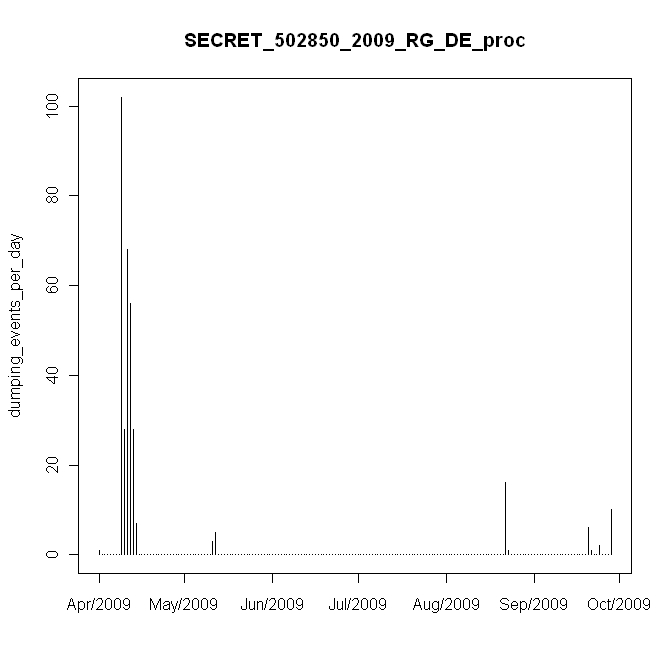 SECRET_502850_2009_RG_DE_proc
dumping_events_per_day
100
80
60
40
20
0
Apr/2009 May/2009 Jun/2009 Jul/2009 Aug/2009 Sep/2009 Oct/2009